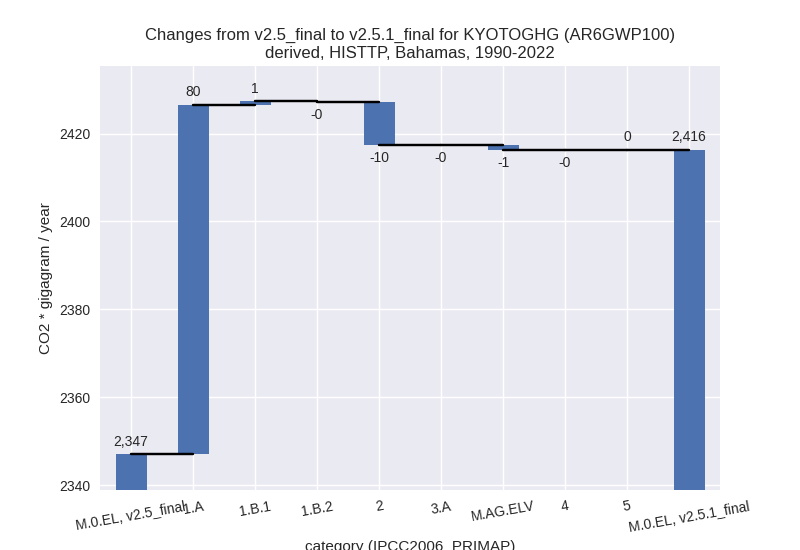 Changes from v2.5_final to v2.5.1_final for KYOTOGHG (AR6GWP100)
derived, HISTTP, Bahamas, 1990-2022
CO2 * gigagram / year
2420
2400
2380
2360
2340
2,347
80
1
-0
-10
-0
-1
-0
0
2,416
M.0.EL, v2.5_final
1.A
1.B.1
1.B.2
2
3.A
M.AG.ELV
4
5
M.0.EL, v2.5.1_final
category (IPCC2006_PRIMAP)